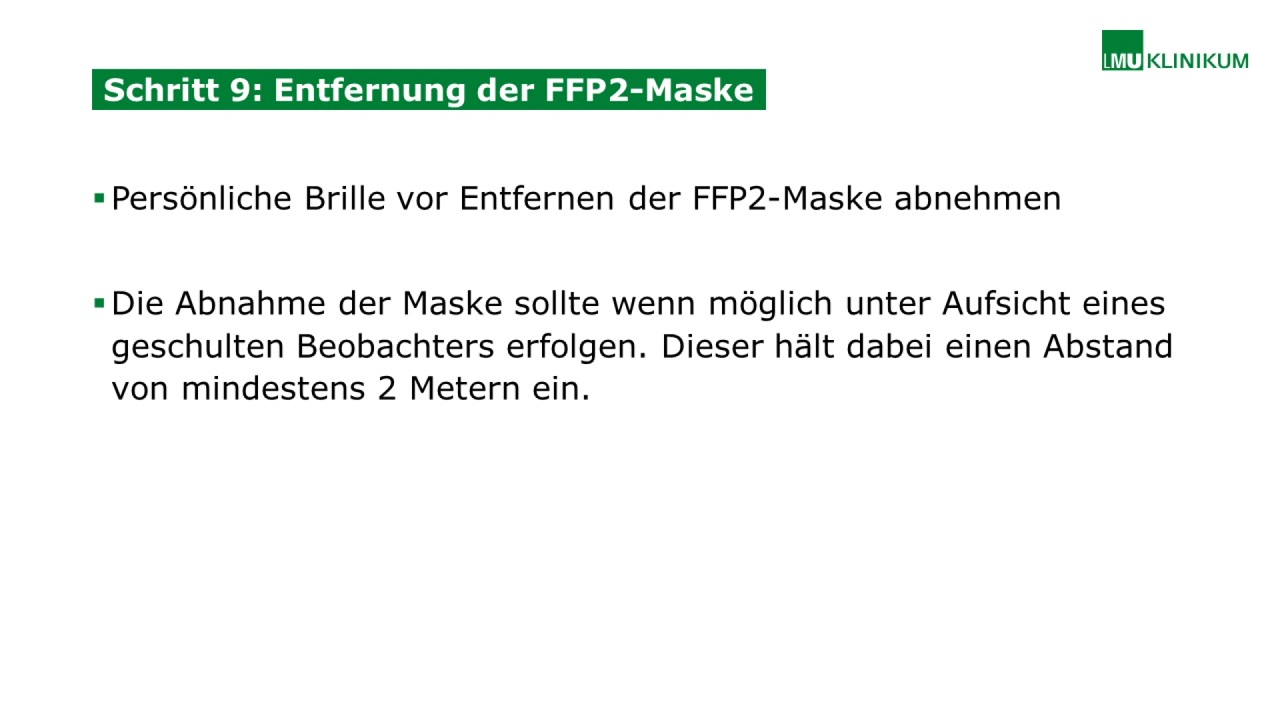 LMU KLINIKUM
Schritt 9: Entfernung der FFP2-Maske
▪ Persönliche Brille vor Entfernen der FFP2-Maske abnehmen
▪ Die Abnahme der Maske sollte wenn möglich unter Aufsicht eines
geschulten Beobachters erfolgen. Dieser hält dabei einen Abstand
von mindestens 2 Metern ein.